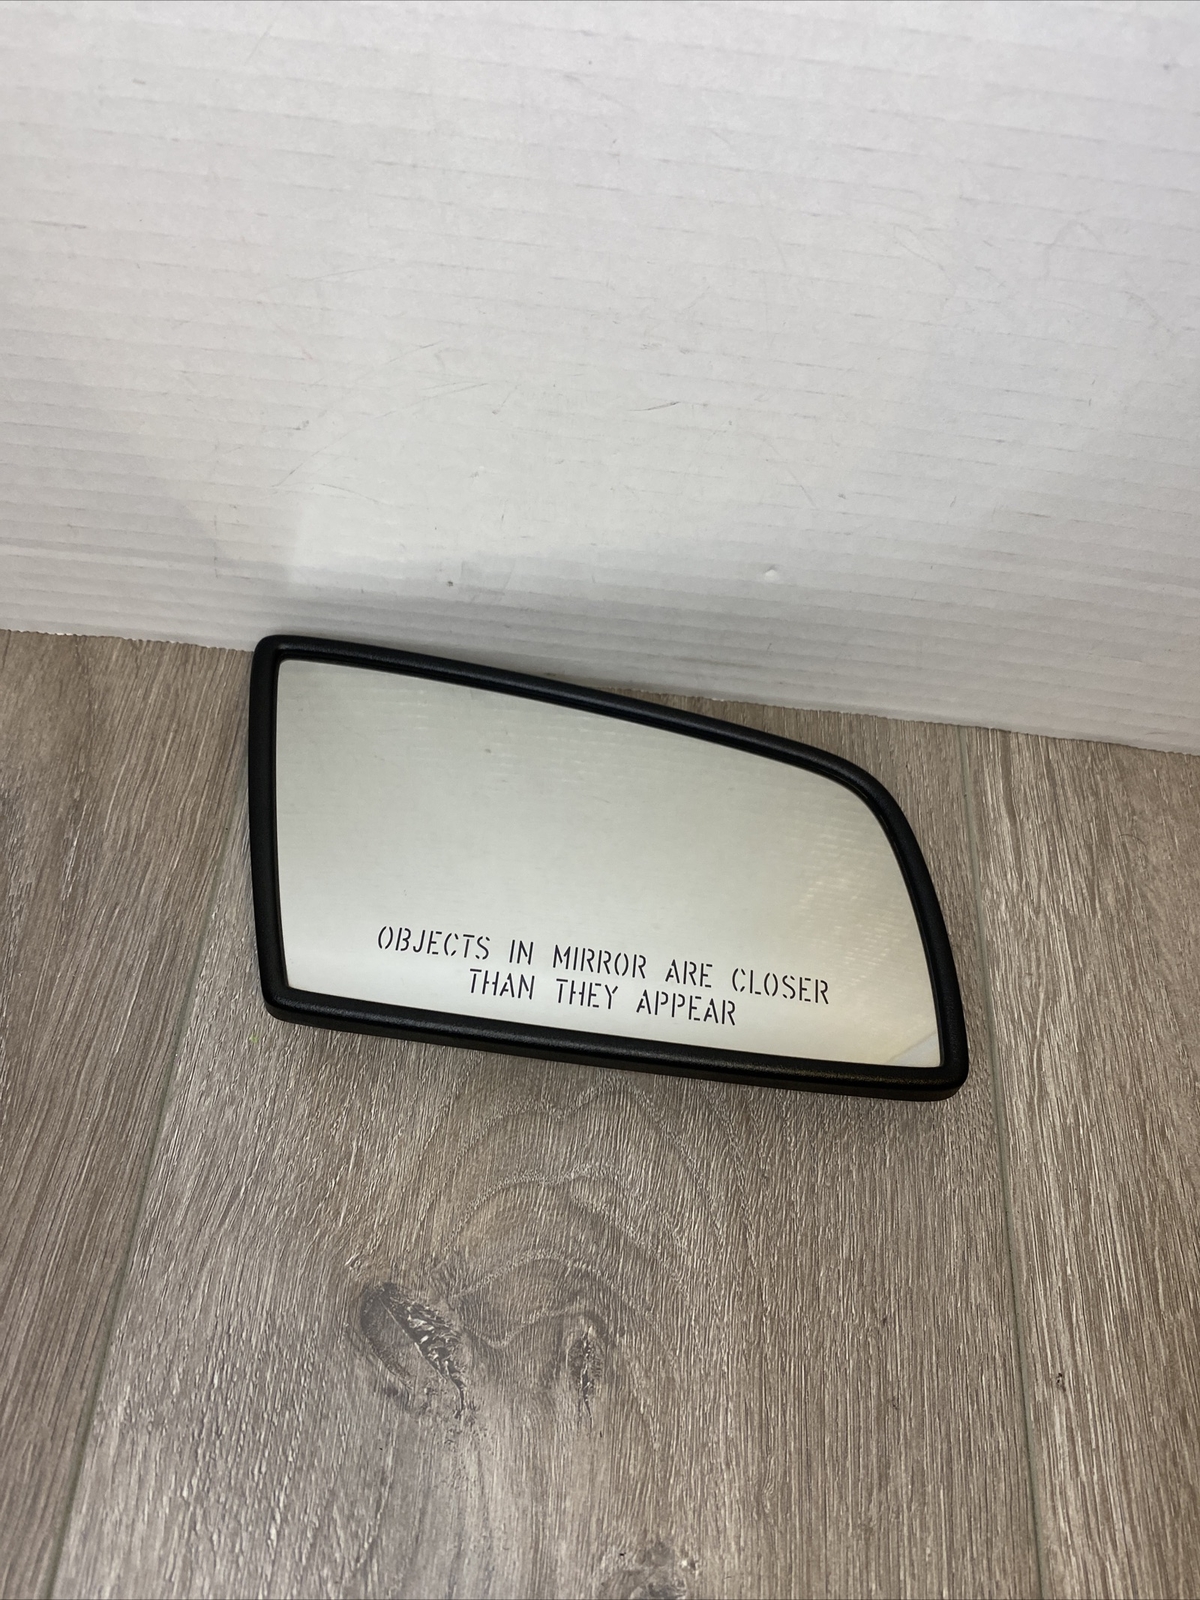 OBJECTS IN MIRROR ARE CLOSER
THAN THEY APPEAR